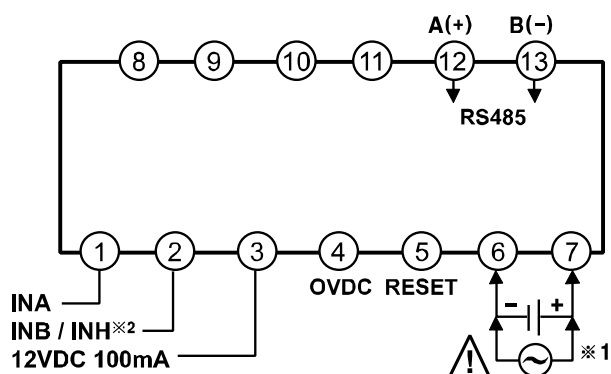 A(+) B(−)
8 9 10 11 12 13
RS485
1 2 3 4 5 6 7
INA
INB / INH※2
12VDC 100mA
OVDC RESET
− +
※1